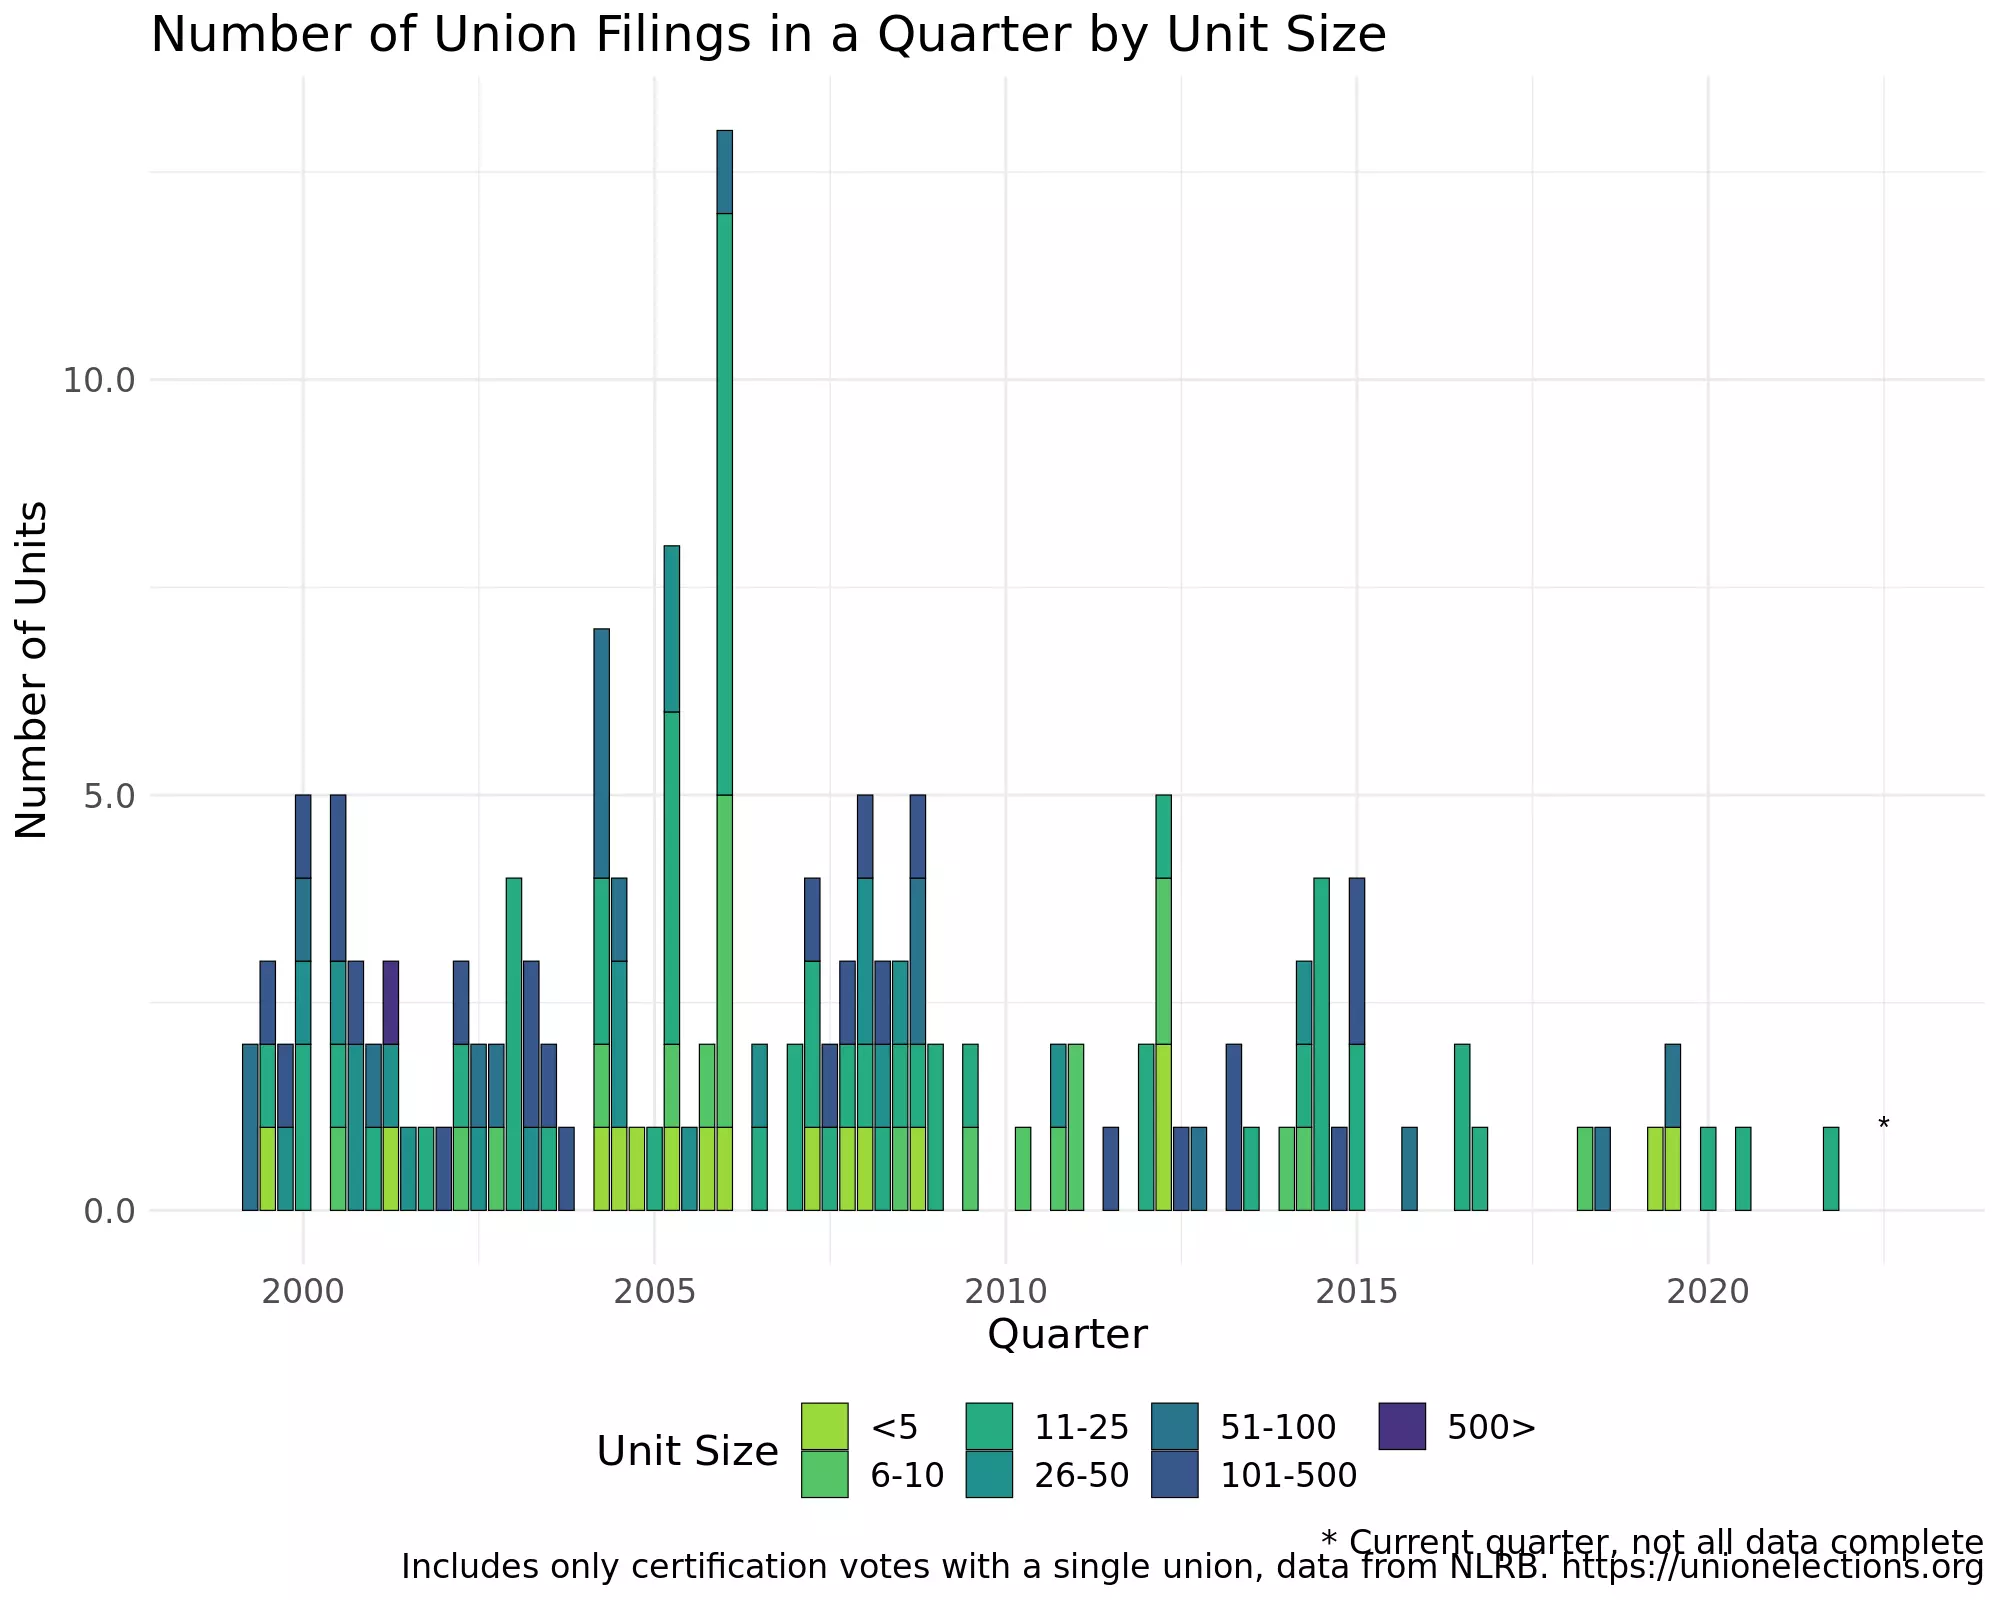 Number of Union Filings in a Quarter by Unit Size
Number of Units
10.0
5.0
0.0
*
2000 2005 2010 2015 2020
Quarter
Unit Size
<5 11-25 51-100 500>
6-10 26-50 101-500
* Current quarter, not all data complete
Includes only certification votes with a single union, data from NLRB. https://unionelections.org